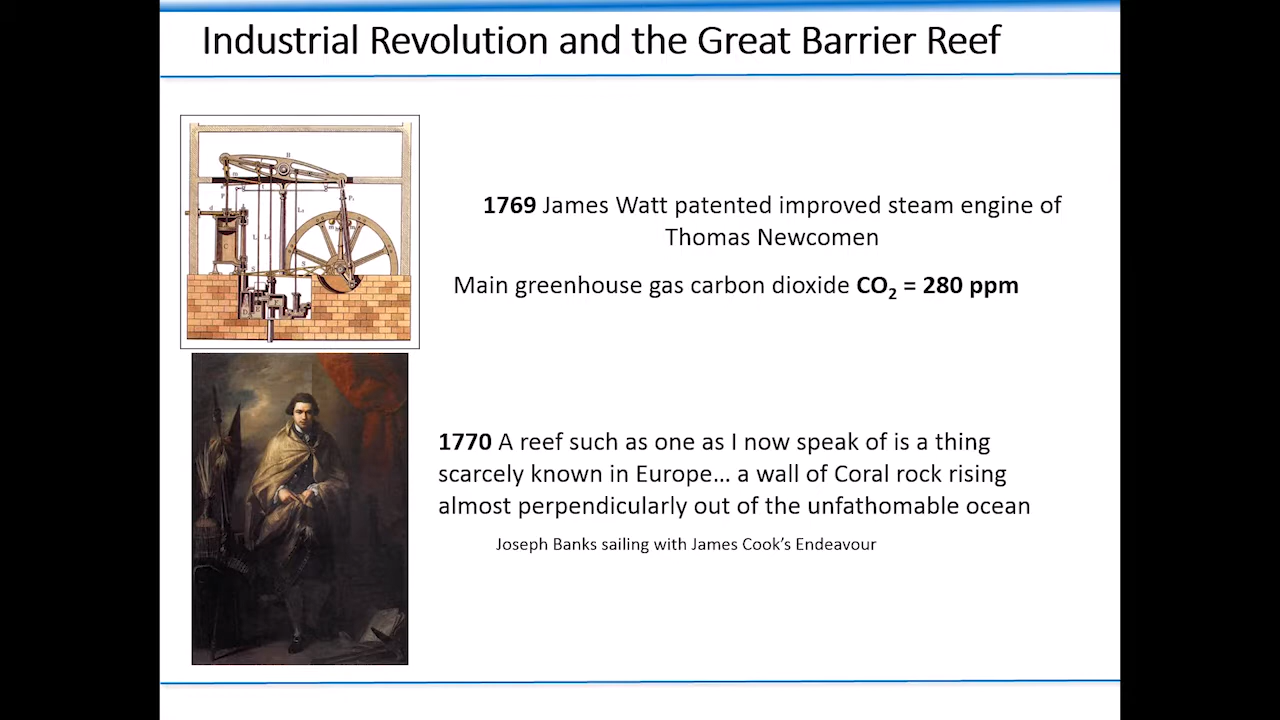 Industrial Revolution and the Great Barrier Reef
1769 James Watt patented improved steam engine of
Thomas Newcomen
Main greenhouse gas carbon dioxide CO₂ = 280 ppm
1770 A reef such as one as I now speak of is a thing
scarcely known in Europe... a wall of Coral rock rising
almost perpendicularly out of the unfathomable ocean
Joseph Banks sailing with James Cook's Endeavour